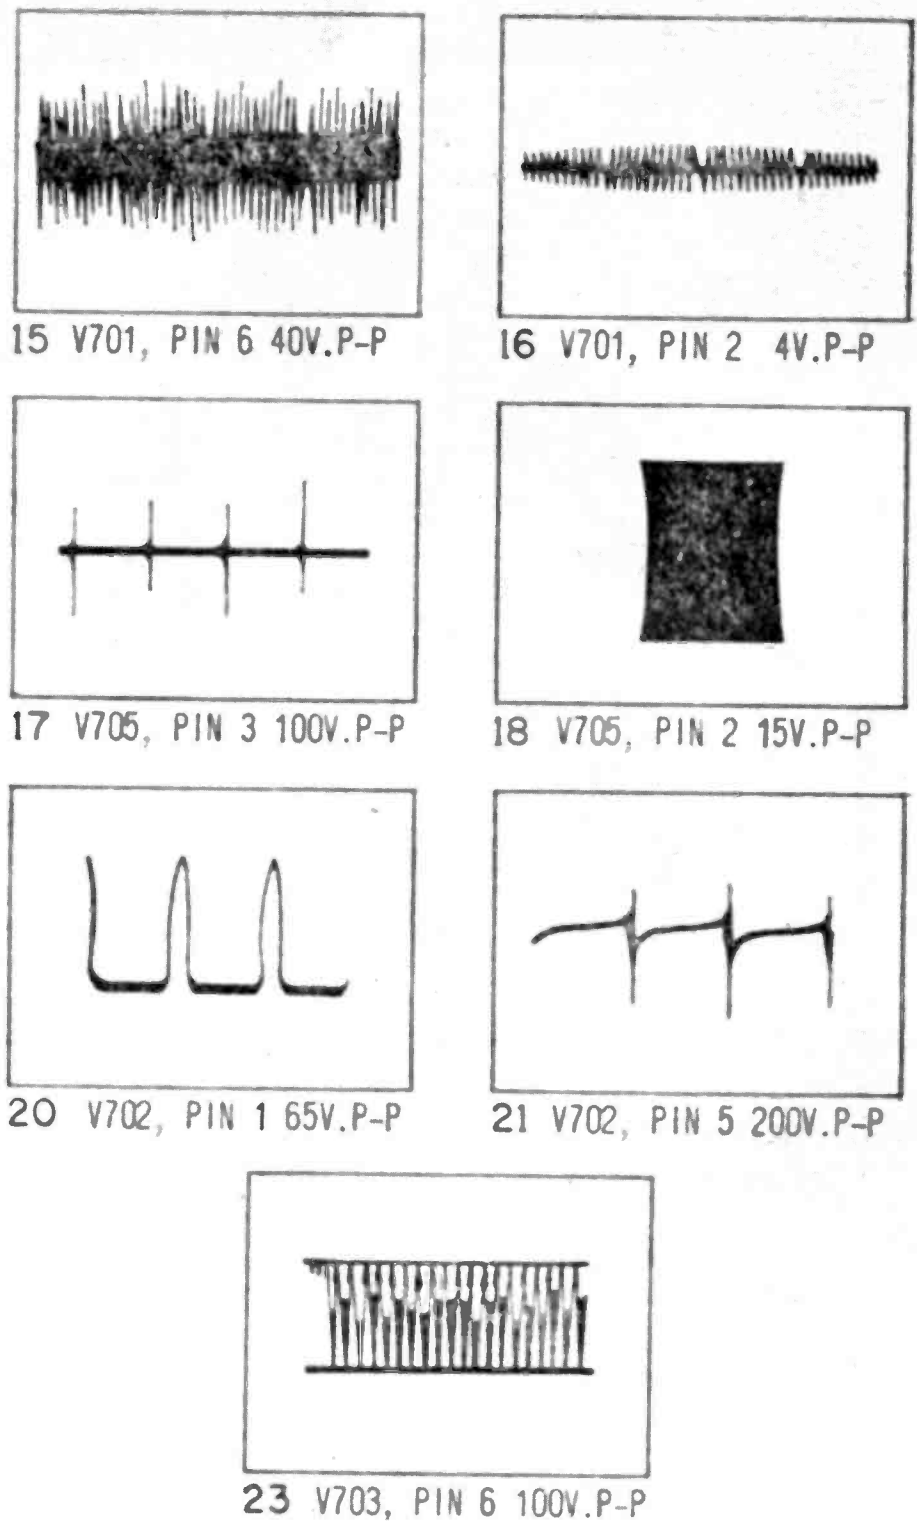 15 V701, PIN 6 40V.P-P
16 V701, PIN 2 4V.P-P
17 V705, PIN 3 100V.P-P
18 V705, PIN 2 15V.P-P
20 V702, PIN 1 65V.P-P
21 V702, PIN 5 200V.P-P
23 V703, PIN 6 100V.P-P